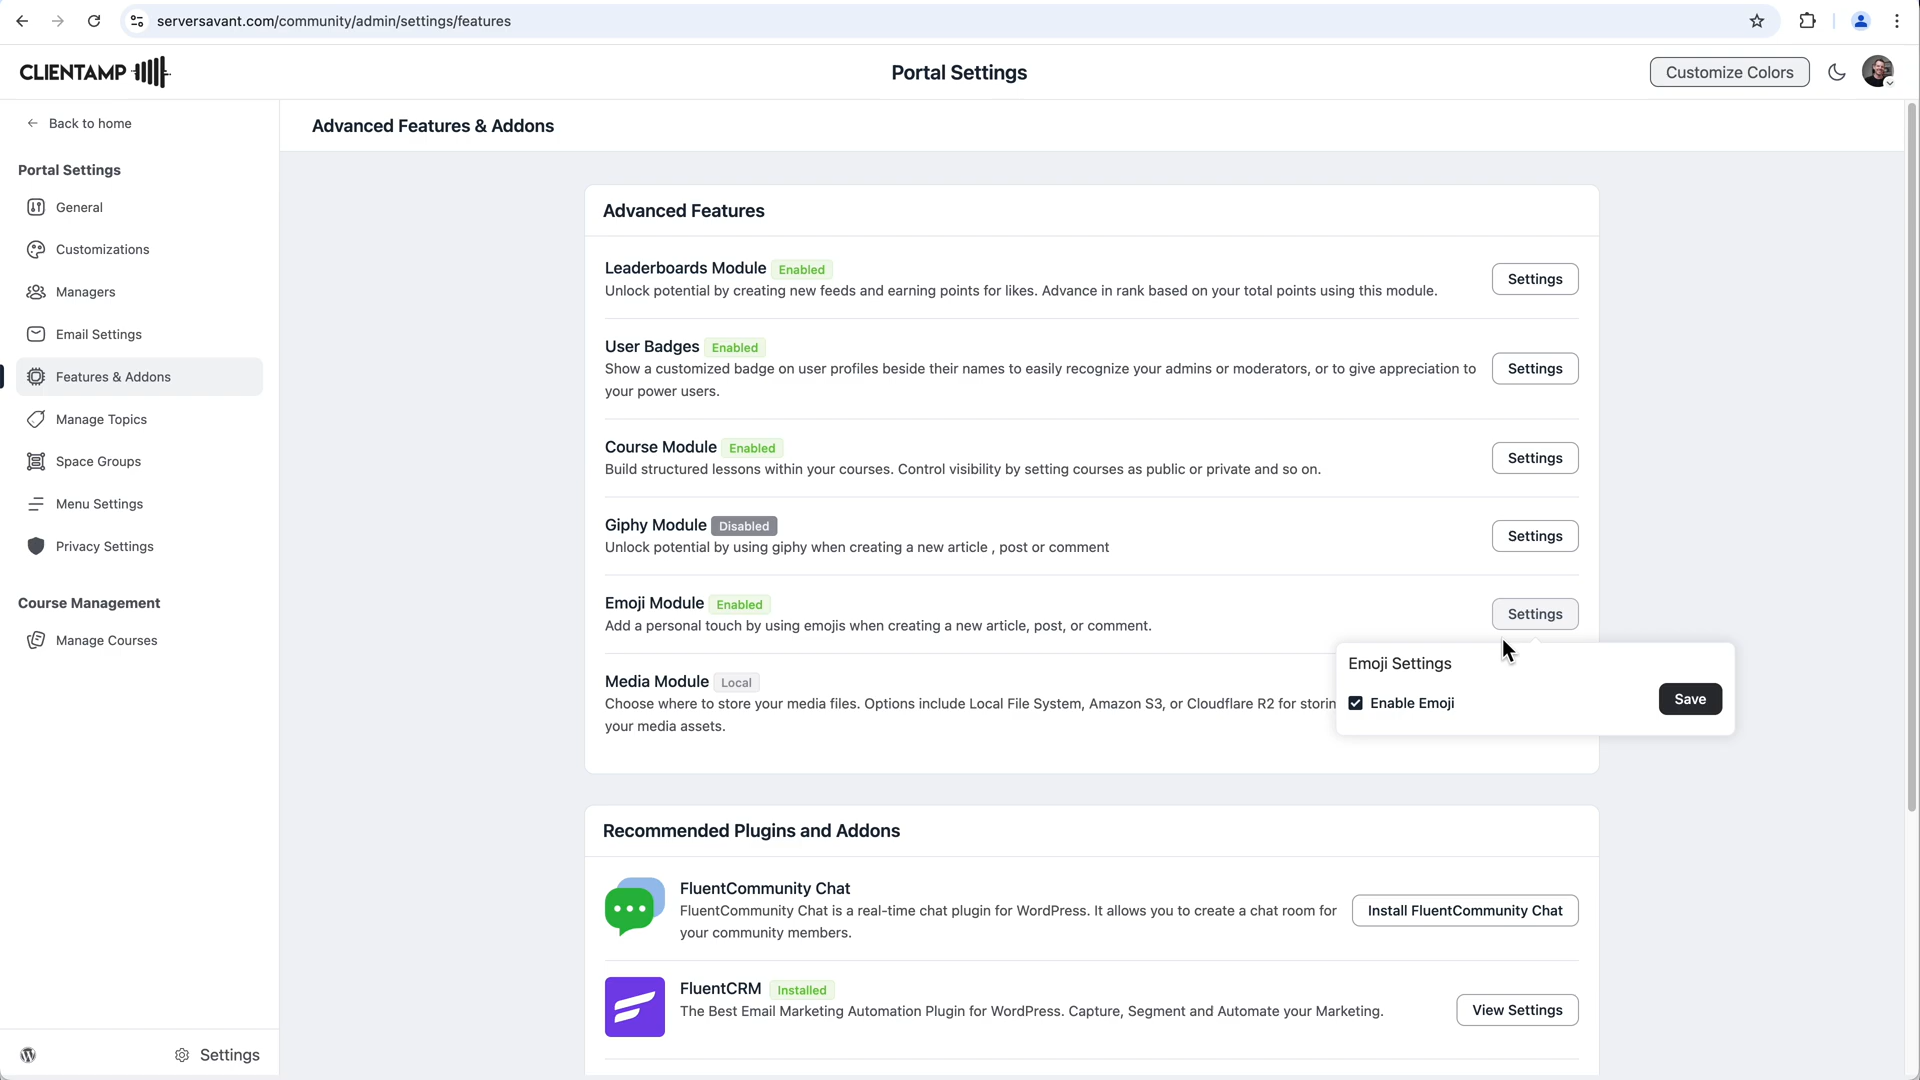 serversavant.com/community/admin/settings/features
CLIENTAMP
Portal Settings
Customize Colors
Back to home
Advanced Features & Addons
Portal Settings
General
Customizations
Managers
Email Settings
Features & Addons
Manage Topics
Space Groups
Menu Settings
Privacy Settings
Course Management
Manage Courses
Settings
Advanced Features
Leaderboards Module Enabled
Unlock potential by creating new feeds and earning points for likes. Advance in rank based on your total points using this module.
Settings
User Badges Enabled
Show a customized badge on user profiles beside their names to easily recognize your admins or moderators, or to give appreciation to
your power users.
Settings
Course Module Enabled
Build structured lessons within your courses. Control visibility by setting courses as public or private and so on.
Settings
Giphy Module Disabled
Unlock potential by using giphy when creating a new article , post or comment
Settings
Emoji Module Enabled
Add a personal touch by using emojis when creating a new article, post, or comment.
Settings
Emoji Settings
Enable Emoji
Save
Media Module Local
Choose where to store your media files. Options include Local File System, Amazon S3, or Cloudflare R2 for storin
your media assets.
Recommended Plugins and Addons
FluentCommunity Chat
FluentCommunity Chat is a real-time chat plugin for WordPress. It allows you to create a chat room for
your community members.
Install FluentCommunity Chat
FluentCRM Installed
The Best Email Marketing Automation Plugin for WordPress. Capture, Segment and Automate your Marketing.
View Settings